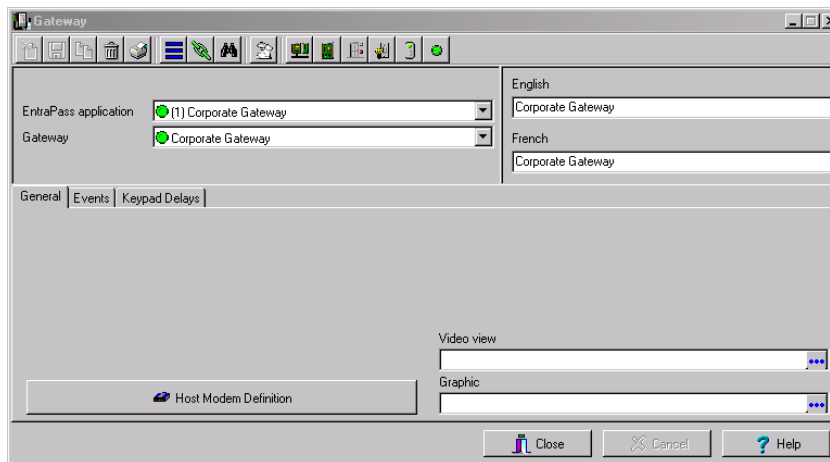 Gateway
English
EntraPass application
(1) Corporate Gateway
Corporate Gateway
Gateway
Corporate Gateway
French
Corporate Gateway
General
Events
Keypad Delays
Video view
Host Modem Definition
Graphic
Close
Cancel
Help